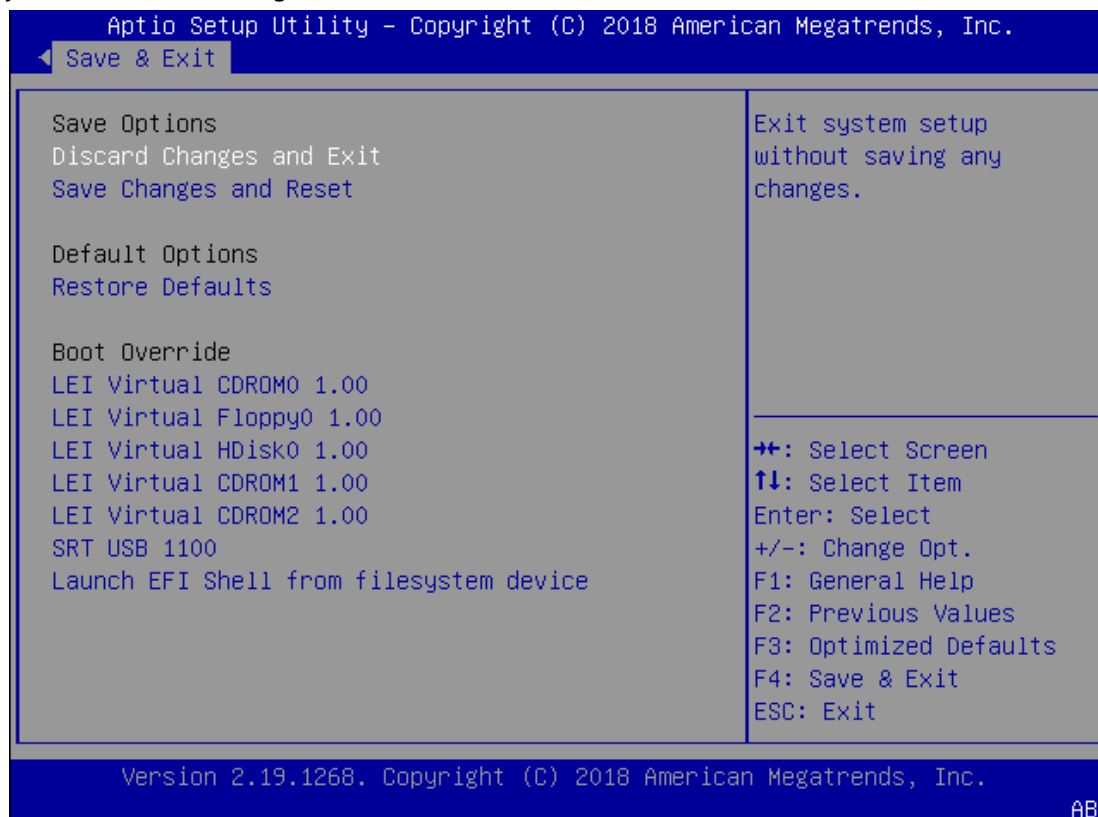 Aptio Setup Utility – Copyright (C) 2018 American Megatrends, Inc.
Save & Exit
Save Options
Discard Changes and Exit
Save Changes and Reset
Default Options
Restore Defaults
Boot Override
LEI Virtual CDROM0 1.00
LEI Virtual Floppy0 1.00
LEI Virtual HDisk0 1.00
LEI Virtual CDROM1 1.00
LEI Virtual CDROM2 1.00
SRT USB 1100
Launch EFI Shell from filesystem device
Exit system setup
without saving any
changes.
→←: Select Screen
↑↓: Select Item
Enter: Select
+/-: Change Opt.
F1: General Help
F2: Previous Values
F3: Optimized Defaults
F4: Save & Exit
ESC: Exit
Version 2.19.1268. Copyright (C) 2018 American Megatrends, Inc.
AB